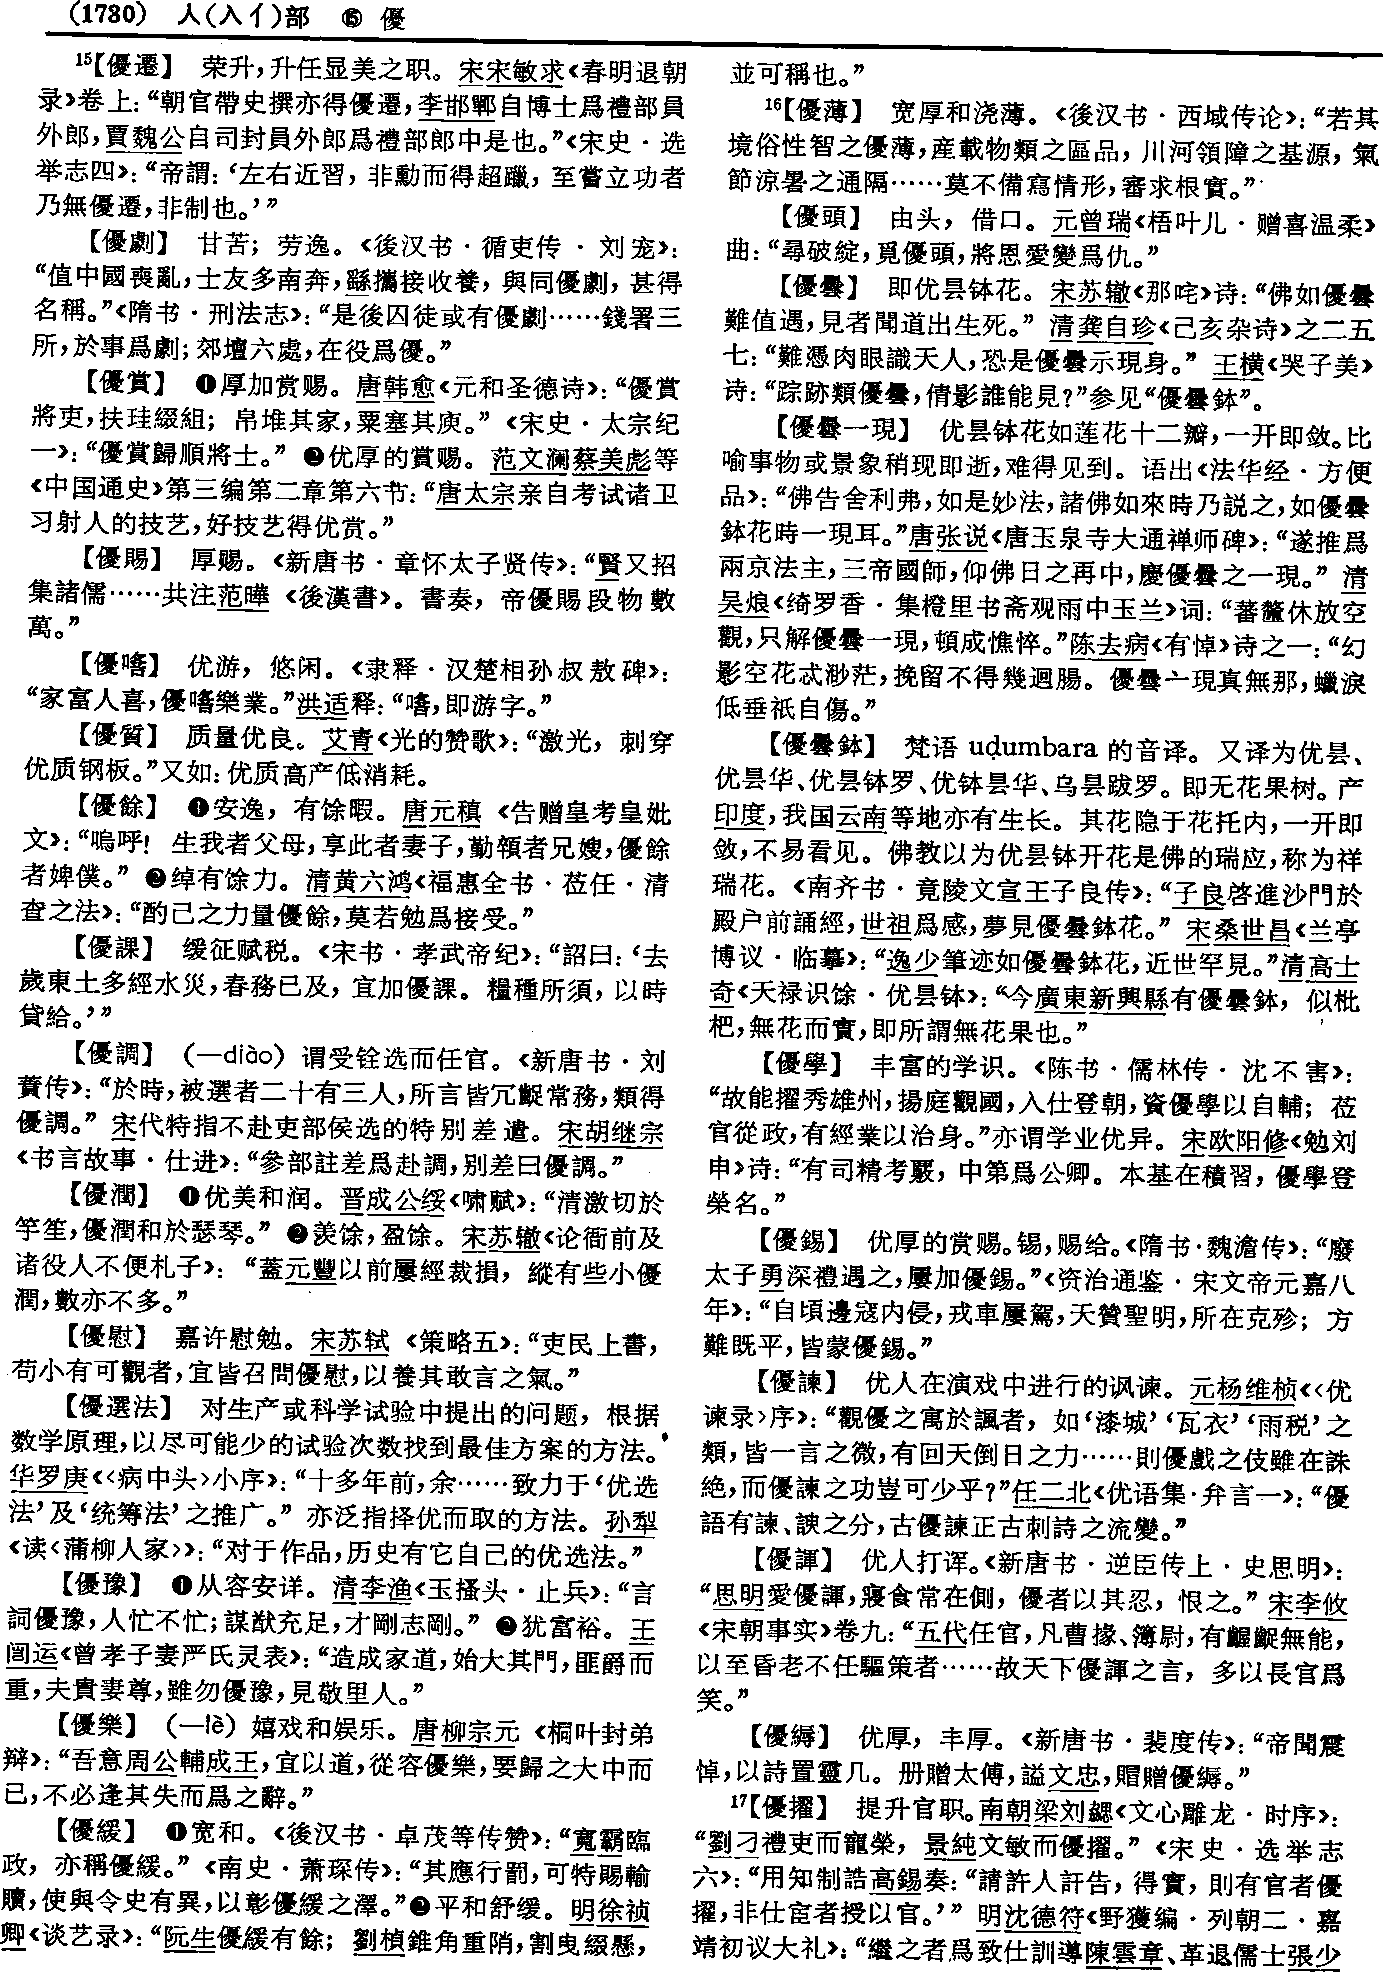 (1730) 人(入亻)部 ⑮ 優
15【優遷】 荣升，升任显美之职。宋宋敏求《春明退朝
录》卷上：“朝官帶史撰亦得優遷，李邯鄲自博士爲禮部員
外郎，賈魏公自司封員外郎爲禮部郎中是也。”《宋史·选
举志四》：“帝謂：‘左右近習，非勳而得超躐，至嘗立功者
乃無優遷，非制也。’”
【優劇】 甘苦；劳逸。《後汉书·循吏传·刘宠》：
“值中國喪亂，士友多南奔，繇攜接收養，與同優劇，甚得
名稱。”《隋书·刑法志》：“是後囚徒或有優劇……錢署三
所，於事爲劇；郊壇六處，在役爲優。”
【優賞】 ❶厚加赏赐。唐韩愈《元和圣德诗》：“優賞
將吏，扶珪綴組；帛堆其家，粟塞其庾。”《宋史·太宗纪
一》：“優賞歸順將士。”❷优厚的賞赐。范文澜蔡美彪等
《中国通史》第三编第二章第六节：“唐太宗亲自考试诸卫
习射人的技艺，好技艺得优赏。”
【優賜】 厚赐。《新唐书·章怀太子贤传》：“賢又招
集諸儒……共注范曄《後漢書》。書奏，帝優賜段物數
萬。”
【優嗜】 优游，悠闲。《隶释·汉楚相孙叔敖碑》：
“家富人喜，優嗜樂業。”洪适释：“嗜，即游字。”
【優質】 质量优良。艾青《光的赞歌》：“激光，刺穿
优质钢板。”又如：优质高产低消耗。
【優餘】 ❶安逸，有馀暇。唐元稹《告赠皇考皇妣
文》：“嗚呼！生我者父母，享此者妻子，勤領者兄嫂，優餘
者婢僕。”❷绰有馀力。清黄六鸿《福惠全书·莅任·清
查之法》：“酌己之力量優餘，莫若勉爲接受。”
【優課】 缓征赋税。《宋书·孝武帝纪》：“詔曰：‘去
歲東土多經水災，春務已及，宜加優課。糧種所須，以時
貸給。’”
【優調】 （—diào）谓受铨选而任官。《新唐书·刘
蕡传》：“於時，被選者二十有三人，所言皆冗齪常務，類得
優調。”宋代特指不赴吏部侯选的特别差遣。宋胡继宗
《书言故事·仕进》：“參部註差爲赴調，别差曰優調。”
【優潤】 ❶优美和润。晋成公绥《啸赋》：“清激切於
竽笙，優潤和於瑟琴。”❷羡馀，盈馀。宋苏辙《论衙前及
诸役人不便札子》：“蓋元豐以前屢經裁損，縱有些小優
潤，數亦不多。”
【優慰】 嘉许慰勉。宋苏轼《策略五》：“吏民上書，
苟小有可觀者，宜皆召問優慰，以養其敢言之氣。”
【優選法】 对生产或科学试验中提出的问题，根据
数学原理，以尽可能少的试验次数找到最佳方案的方法。
华罗庚《〈病中头〉小序》：“十多年前，余……致力于‘优选
法’及‘统筹法’之推广。”亦泛指择优而取的方法。孙犁
《读〈蒲柳人家〉》：“对于作品，历史有它自己的优选法。”
【優豫】 ❶从容安详。清李渔《玉搔头·止兵》：“言
詞優豫，人忙不忙；謀猷充足，才剛志剛。”❷犹富裕。王
闿运《曾孝子妻严氏灵表》：“造成家道，始大其門，匪爵而
重，夫貴妻尊，雖勿優豫，見敬里人。”
【優樂】 （—lè）嬉戏和娱乐。唐柳宗元《桐叶封弟
辩》：“吾意周公輔成王，宜以道，從容優樂，要歸之大中而
已，不必逢其失而爲之辭。”
【優緩】 ❶宽和。《後汉书·卓茂等传赞》：“寬霸臨
政，亦稱優緩。”《南史·萧琛传》：“其應行罰，可特賜輸
贖，使與令史有異，以彰優緩之澤。”❷平和舒缓。明徐祯
卿《谈艺录》：“阮生優緩有餘；劉楨錐角重陗，割曳綴懸，
並可稱也。”
16【優薄】 宽厚和浇薄。《後汉书·西域传论》：“若其
境俗性智之優薄，産載物類之區品，川河領障之基源，氣
節涼暑之通隔……莫不備寫情形，審求根實。”
【優頭】 由头，借口。元曾瑞《梧叶儿·赠喜温柔》
曲：“尋破綻，覓優頭，將恩愛變爲仇。”
【優曇】 即优昙钵花。宋苏辙《那咤》诗：“佛如優曇
難值遇，見者聞道出生死。”清龚自珍《己亥杂诗》之二五
七：“難憑肉眼識天人，恐是優曇示現身。”王横《哭子美》
诗：“踪跡類優曇，倩影誰能見？”参见“優曇鉢”。
【優曇一現】 优昙钵花如莲花十二瓣，一开即敛。比
喻事物或景象稍现即逝，难得见到。语出《法华经·方便
品》：“佛告舍利弗，如是妙法，諸佛如來時乃説之，如優曇
鉢花時一現耳。”唐张说《唐玉泉寺大通禅师碑》：“遂推爲
兩京法主，三帝國師，仰佛日之再中，慶優曇之一現。”清
吴烺《绮罗香·集橙里书斋观雨中玉兰》词：“蕃釐休放空
觀，只解優曇一現，頓成憔悴。”陈去病《有悼》诗之一：“幻
影空花忒渺茫，挽留不得幾迴腸。優曇一現真無那，蠟淚
低垂祇自傷。”
【優曇鉢】 梵语 uḍumbara 的音译。又译为优昙、
优昙华、优昙钵罗、优钵昙华、乌昙跋罗。即无花果树。产
印度，我国云南等地亦有生长。其花隐于花托内，一开即
敛，不易看见。佛教以为优昙钵开花是佛的瑞应，称为祥
瑞花。《南齐书·竟陵文宣王子良传》：“子良啓進沙門於
殿户前誦經，世祖爲感，夢見優曇鉢花。”宋桑世昌《兰亭
博议·临摹》：“逸少筆迹如優曇鉢花，近世罕見。”清高士
奇《天禄识馀·优昙钵》：“今廣東新興縣有優曇鉢，似枇
杷，無花而實，即所謂無花果也。”
【優學】 丰富的学识。《陈书·儒林传·沈不害》：
“故能擢秀雄州，揚庭觀國，入仕登朝，資優學以自輔；莅
官從政，有經業以治身。”亦谓学业优异。宋欧阳修《勉刘
申》诗：“有司精考覈，中第爲公卿。本基在積習，優學登
榮名。”
【優錫】 优厚的赏赐。锡，赐给。《隋书·魏澹传》：“廢
太子勇深禮遇之，屢加優錫。”《资治通鉴·宋文帝元嘉八
年》：“自頃邊寇内侵，戎車屢駕，天贊聖明，所在克殄；方
難既平，皆蒙優錫。”
【優諫】 优人在演戏中进行的讽谏。元杨维桢《〈优
谏录〉序》：“觀優之寓於諷者，如‘漆城’‘瓦衣’‘雨税’之
類，皆一言之微，有回天倒日之力……則優戲之伎雖在誅
絶，而優諫之功豈可少乎？”任二北《优语集·弁言一》：“優
語有諫、諛之分，古優諫正古刺詩之流變。”
【優諢】 优人打诨。《新唐书·逆臣传上·史思明》：
“思明愛優諢，寢食常在側，優者以其忍，恨之。”宋李攸
《宋朝事实》卷九：“五代任官，凡曹掾、簿尉，有齷齪無能，
以至昏老不任驅策者……故天下優諢之言，多以長官爲
笑。”
【優縟】 优厚，丰厚。《新唐书·裴度传》：“帝聞震
悼，以詩置靈几。册贈太傅，謚文忠，賵贈優縟。”
17【優擢】 提升官职。南朝梁刘勰《文心雕龙·时序》：
“劉刁禮吏而寵榮，景純文敏而優擢。”《宋史·选举志
六》：“用知制誥高錫奏：“請許人訐告，得實，則有官者優
擢，非仕宦者授以官。’”明沈德符《野獲编·列朝二·嘉
靖初议大礼》：“繼之者爲致仕訓導陳雲章、革退儒士張少